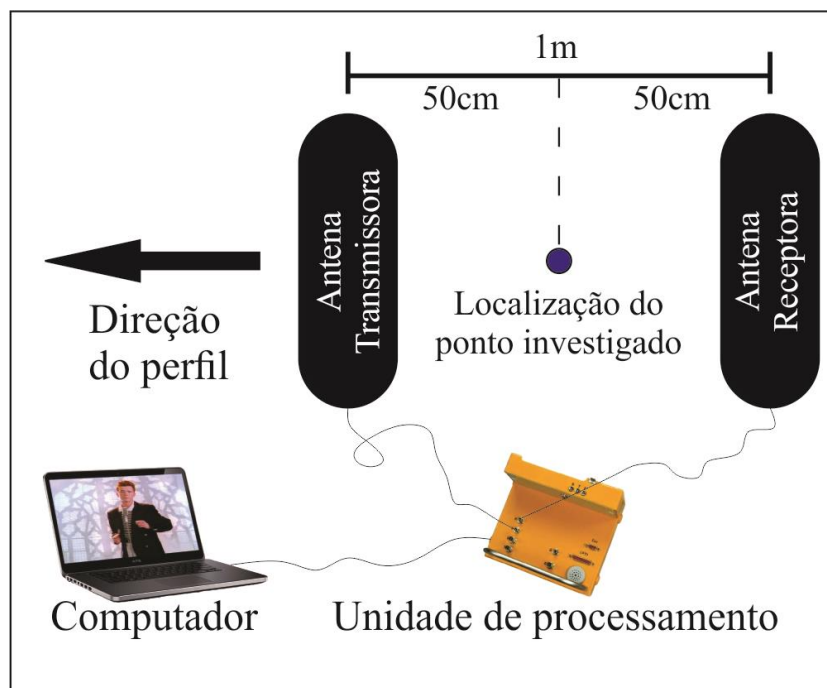 1m
50cm
50cm
Antena
Transmissora
Antena
Receptora
Direção
do perfil
Localização do
ponto investigado
Computador
Unidade de processamento